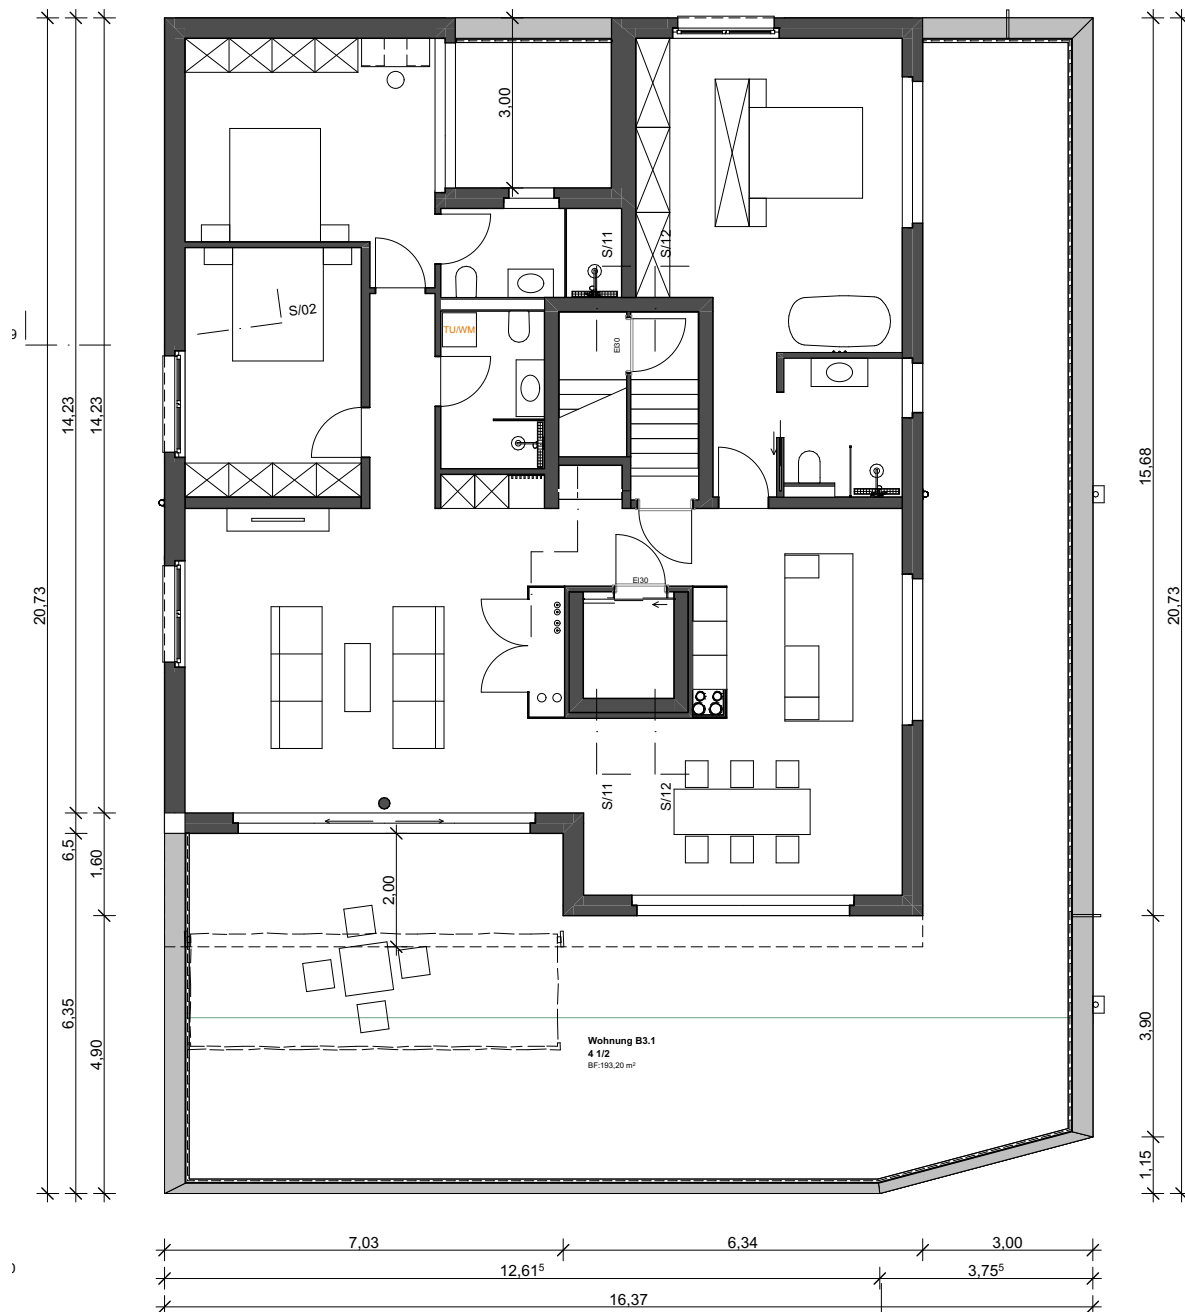 3,00
S/11
S/12
S/02
TU/WM
EI30
14,23
14,23
15,68
20,73
20,73
EI30
S/11
S/12
6,5
1,60
2,00
6,35
4,90
3,90
1,15
Wohnung B3.1
4 1/2
BF:193,20 m²
7,03
6,34
3,00
12,61⁵
3,75⁵
16,37